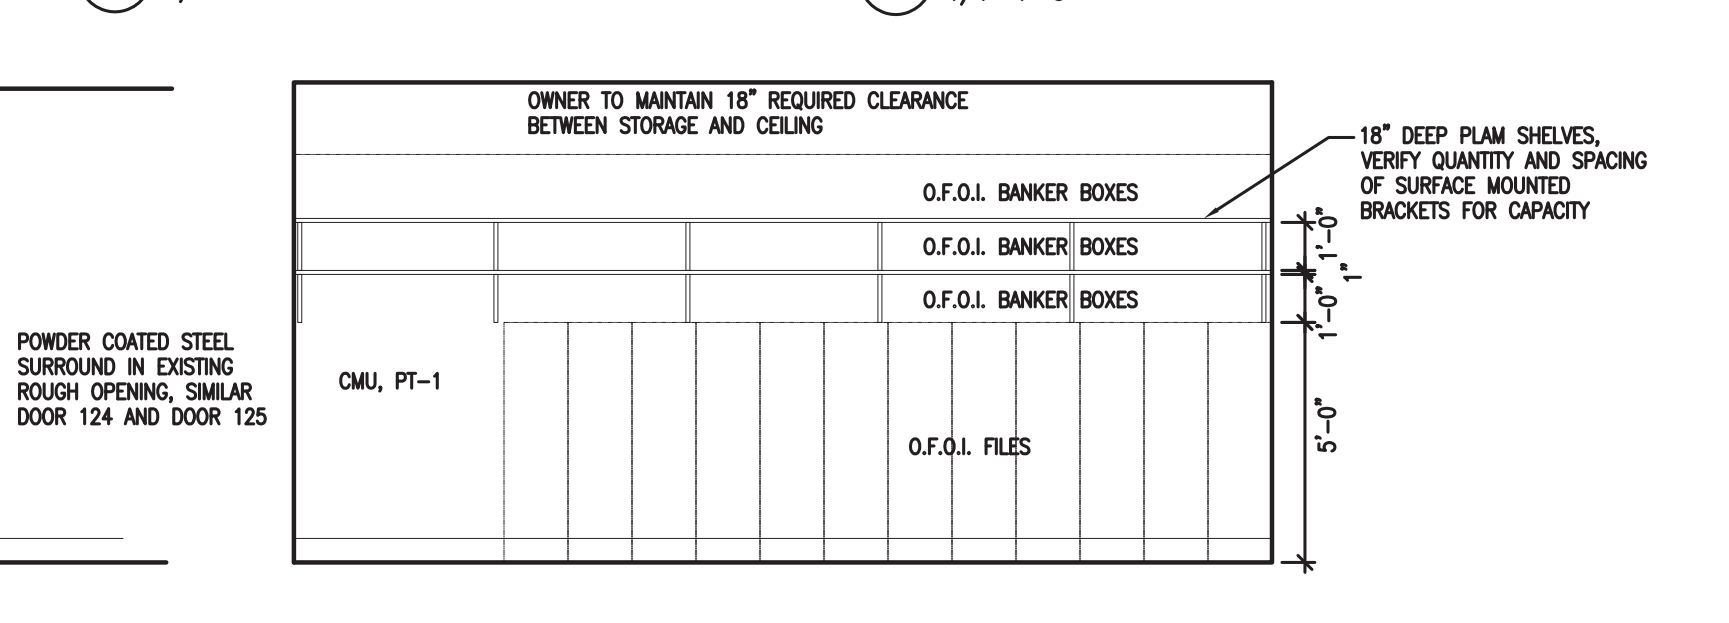 OWNER TO MAINTAIN 18" REQUIRED CLEARANCE
BETWEEN STORAGE AND CEILING
18" DEEP PLAM SHELVES,
VERIFY QUANTITY AND SPACING
OF SURFACE MOUNTED
BRACKETS FOR CAPACITY
O.F.O.I. BANKER BOXES
O.F.O.I. BANKER BOXES
O.F.O.I. BANKER BOXES
1'-0"
1"
1'-0"
5'-0"
POWDER COATED STEEL
SURROUND IN EXISTING
ROUGH OPENING, SIMILAR
DOOR 124 AND DOOR 125
CMU, PT-1
O.F.O.I. FILES